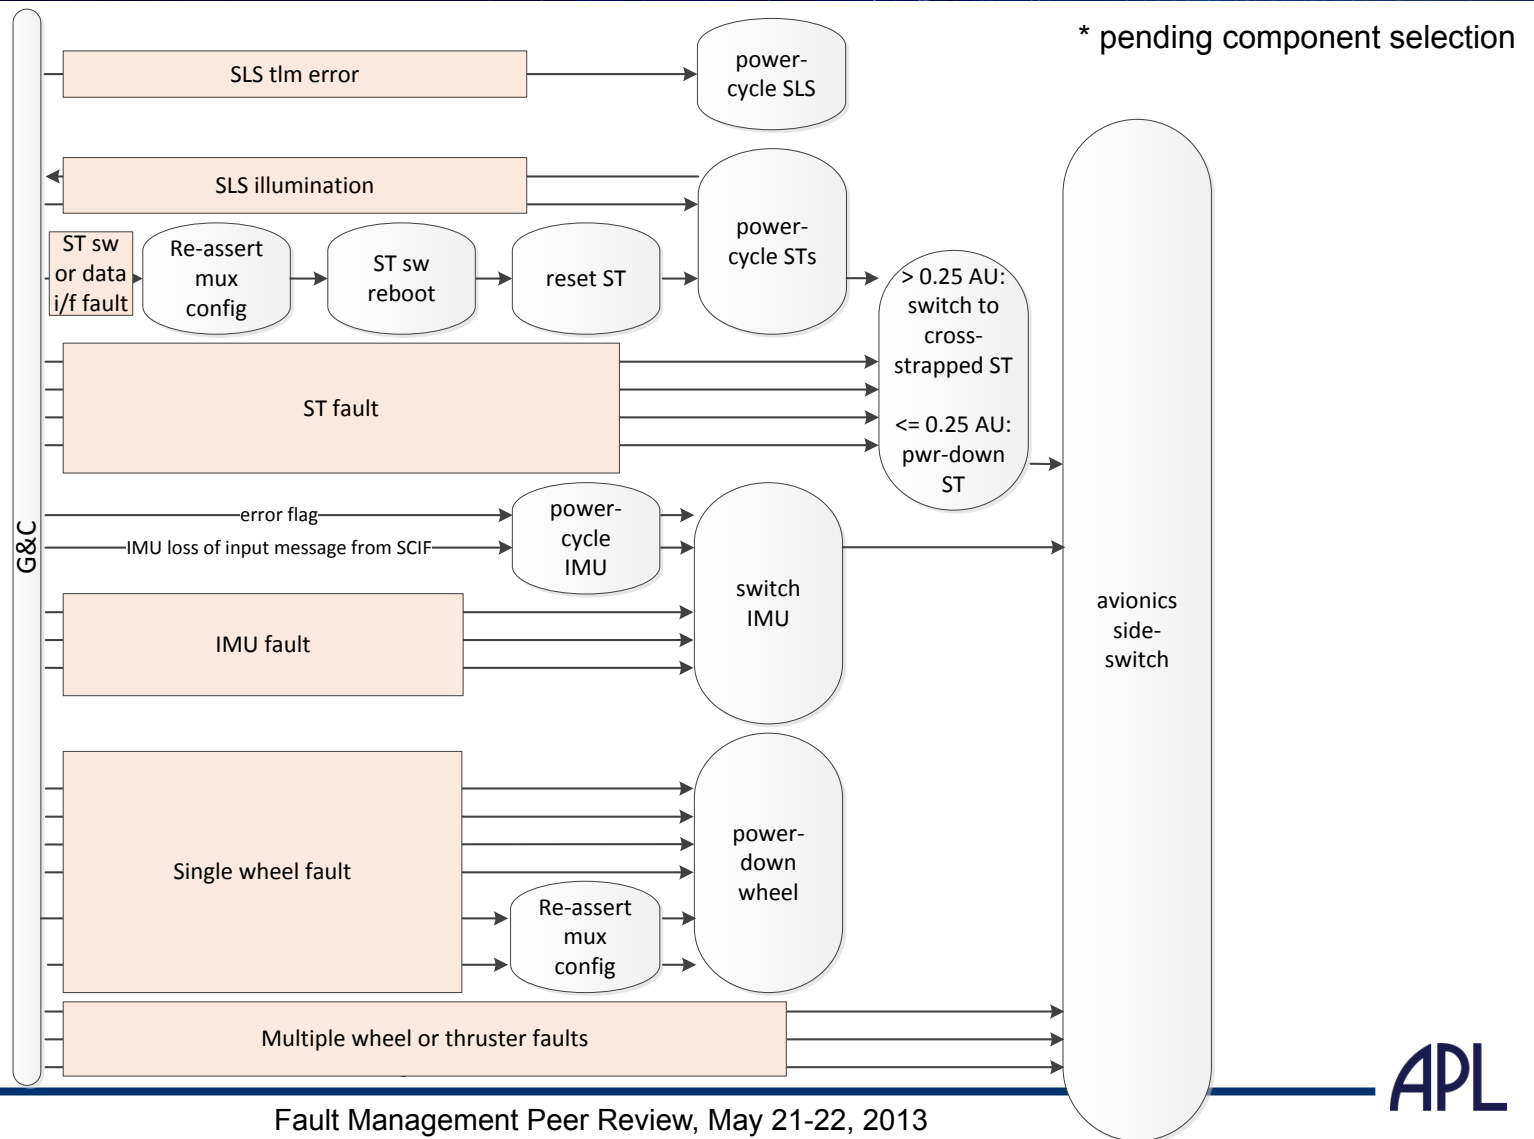 * pending component selection
SLS tlm error
power-
cycle SLS
SLS illumination
power-
cycle STs
ST sw
or data
i/f fault
Re-assert
mux
config
ST sw
reboot
reset ST
> 0.25 AU:
switch to
cross-
strapped ST
<= 0.25 AU:
pwr-down
ST
ST fault
G&C
error flag
IMU loss of input message from SCIF
power-
cycle
IMU
switch
IMU
IMU fault
avionics
side-
switch
Single wheel fault
power-
down
wheel
Re-assert
mux
config
Multiple wheel or thruster faults
APL
Fault Management Peer Review, May 21-22, 2013